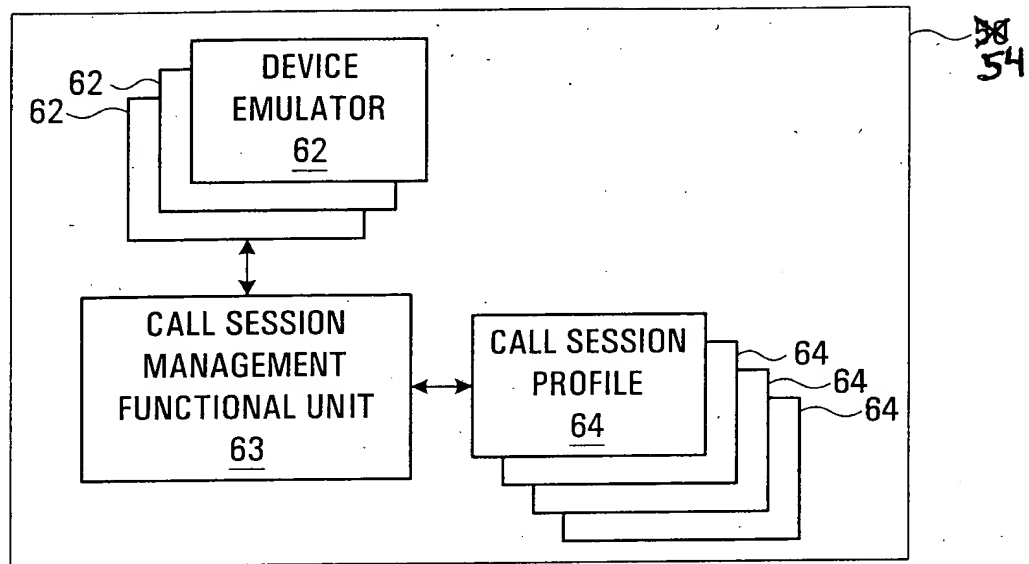 DEVICE
EMULATOR
62
62
62
54
CALL SESSION
MANAGEMENT
FUNCTIONAL UNIT
63
CALL SESSION
PROFILE
64
64
64
64